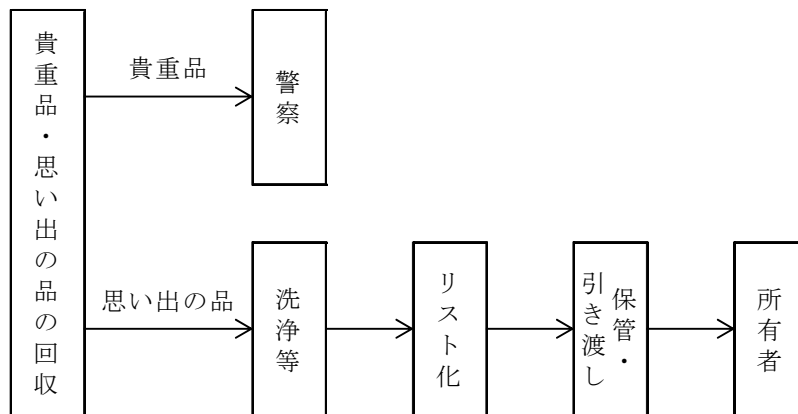 貴重品・思い出の品の回収
貴重品
警察
思い出の品
洗浄等
リスト化
保管・
引き渡し
所有者